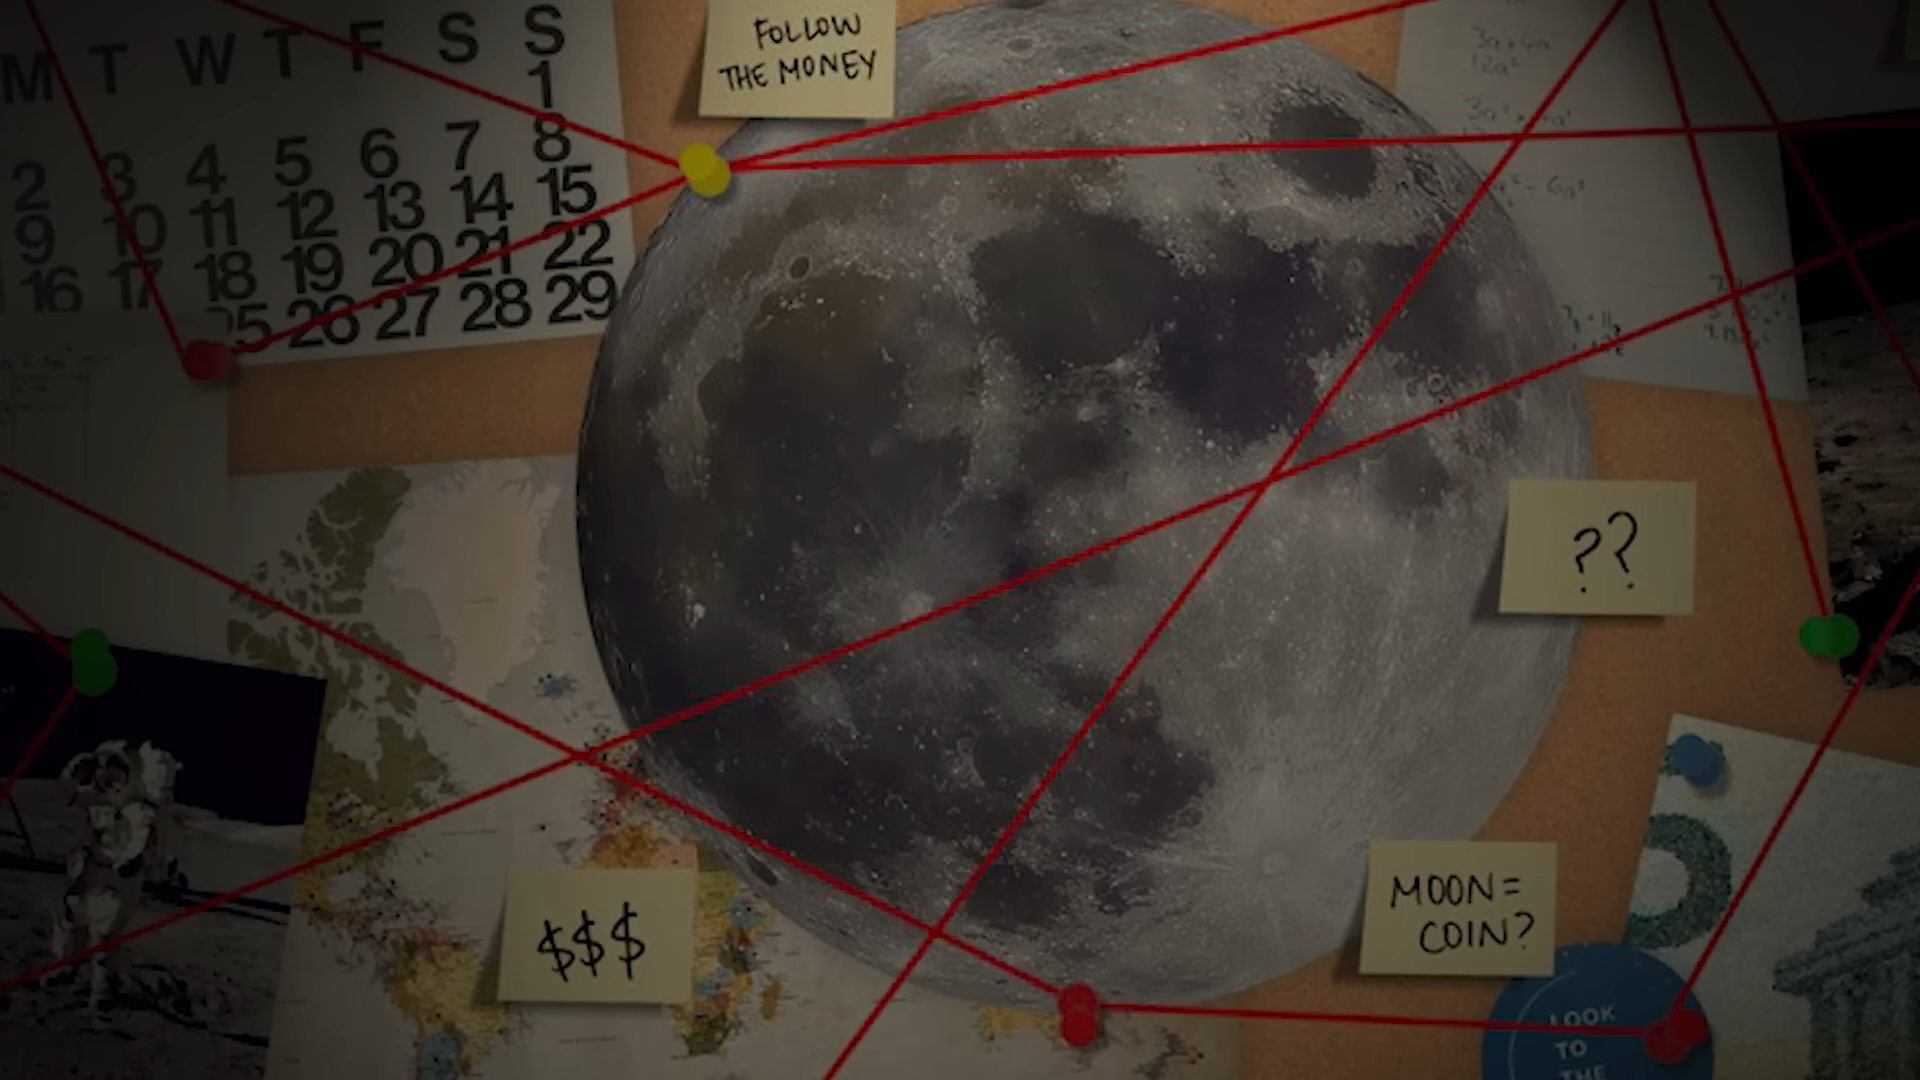 M T W T F S S
1
2 3 4 5 6 7 8
9 10 11 12 13 14 15
16 17 18 19 20 21 22
25 26 27 28 29
FOLLOW
THE MONEY
??
$$$
MOON=
COIN?
LOOK
TO
THE